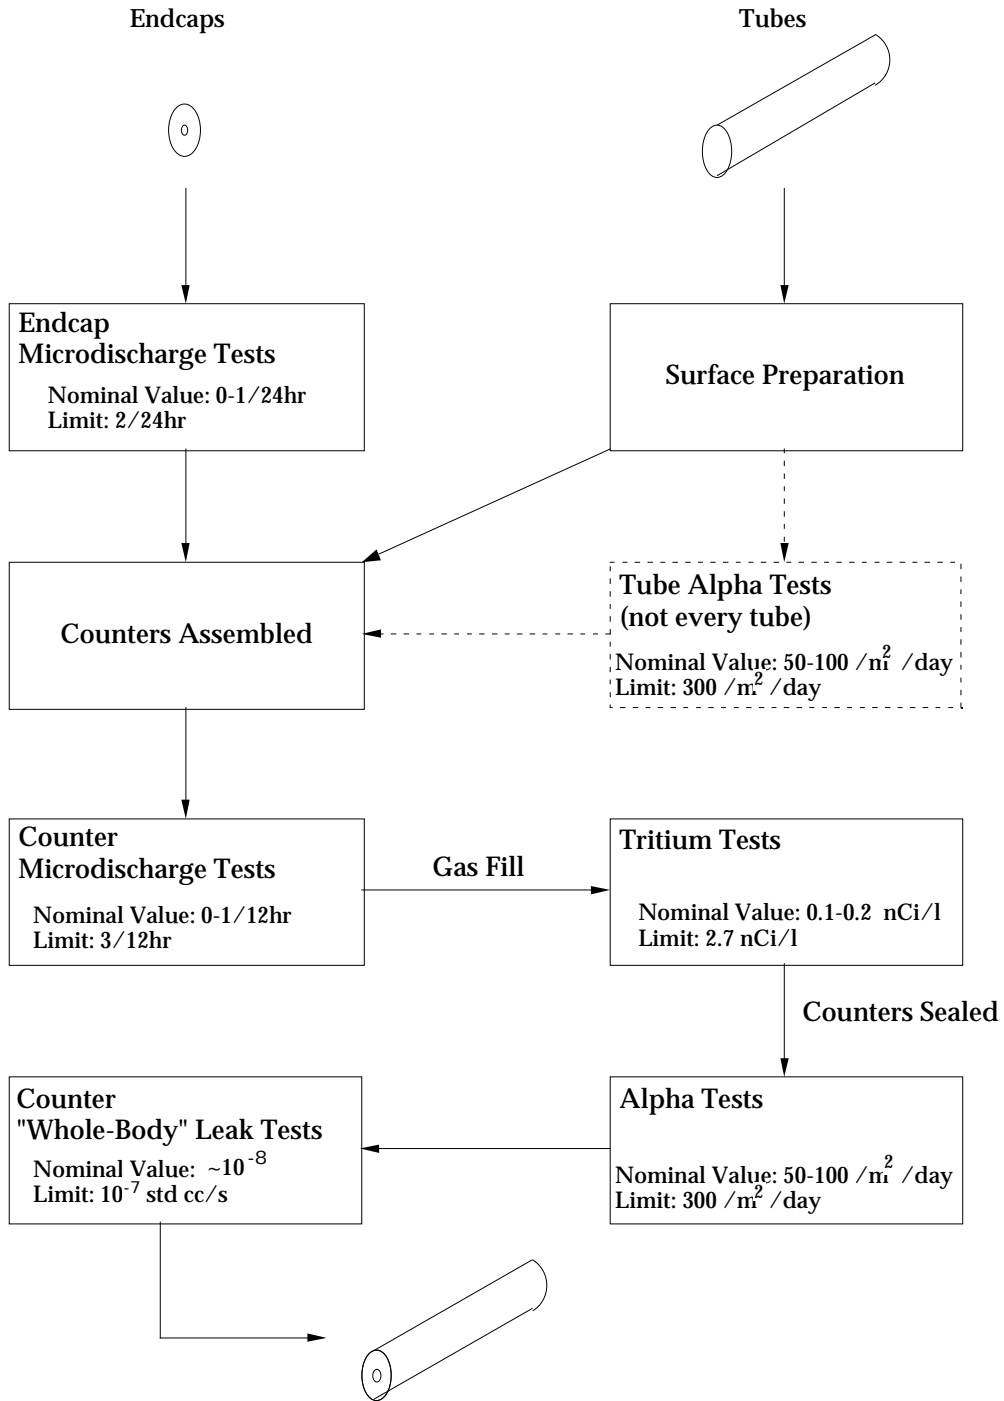 Endcaps
Tubes
Endcap
Microdischarge Tests
Nominal Value: 0-1/24hr
Limit: 2/24hr
Surface Preparation
Counters Assembled
Tube Alpha Tests
(not every tube)
Nominal Value: 50-100 /m² /day
Limit: 300 /m² /day
Counter
Microdischarge Tests
Nominal Value: 0-1/12hr
Limit: 3/12hr
Gas Fill
Tritium Tests
Nominal Value: 0.1-0.2 nCi/l
Limit: 2.7 nCi/l
Counters Sealed
Counter
"Whole-Body" Leak Tests
Nominal Value: ~10⁻⁸
Limit: 10⁻⁷ std cc/s
Alpha Tests
Nominal Value: 50-100 /m² /day
Limit: 300 /m² /day